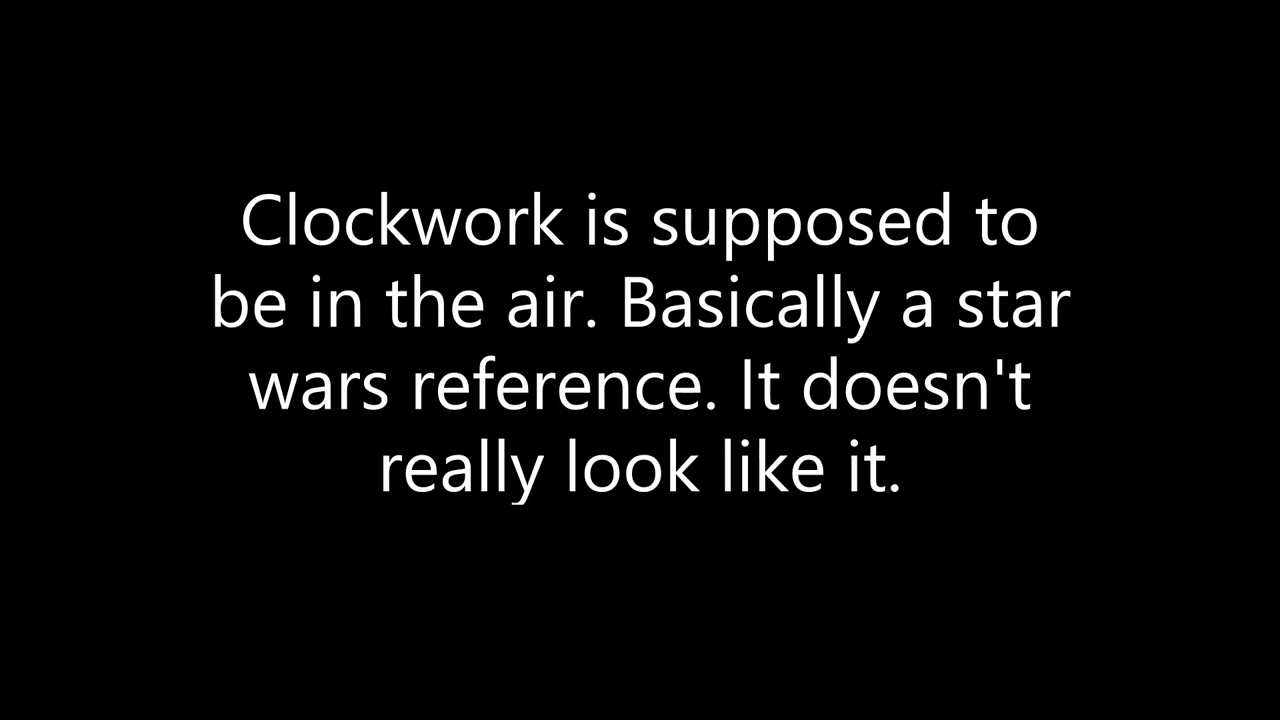 Clockwork is supposed to
be in the air. Basically a star
wars reference. It doesn't
really look like it.